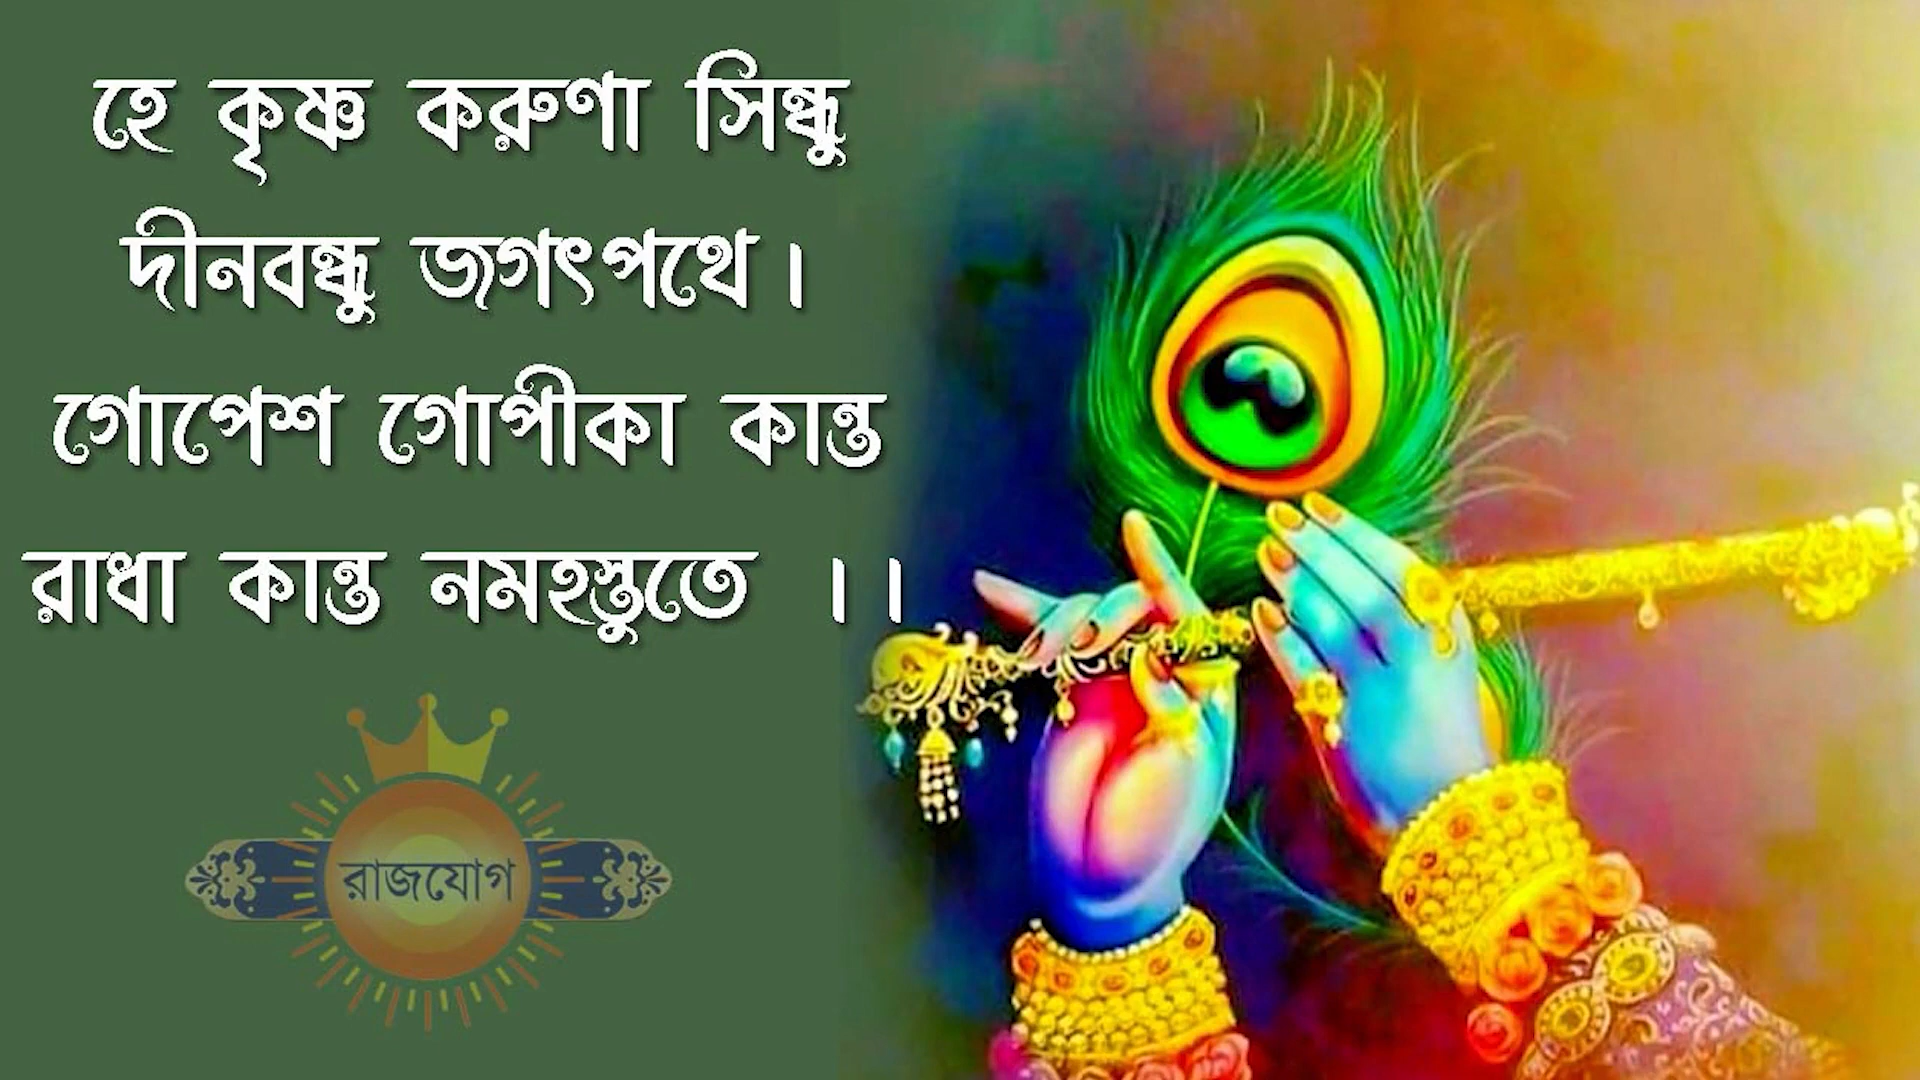 হে কৃষ্ণ করুণা সিন্ধু
দীনবন্ধু জগৎপথে।
গোপেশ গোপীকা কান্ত
রাধা কান্ত নমহস্তুতে ।।
রাজযোগ